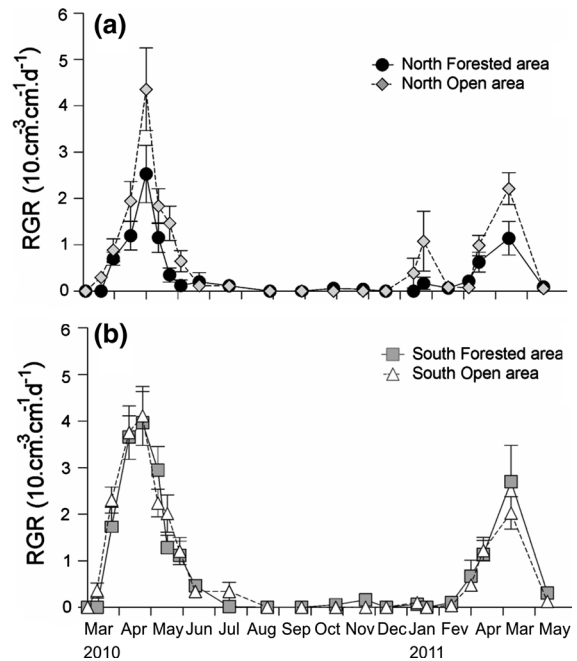 (a)
6
5
4
3
2
1
0
RGR (10.cm⁻³cm⁻¹d⁻¹)
North Forested area
North Open area
(b)
6
5
4
3
2
1
0
RGR (10.cm⁻³cm⁻¹d⁻¹)
South Forested area
South Open area
Mar Apr May Jun Jul Aug Sep Oct Nov Dec Jan Fev Apr Mar May
2010 2011